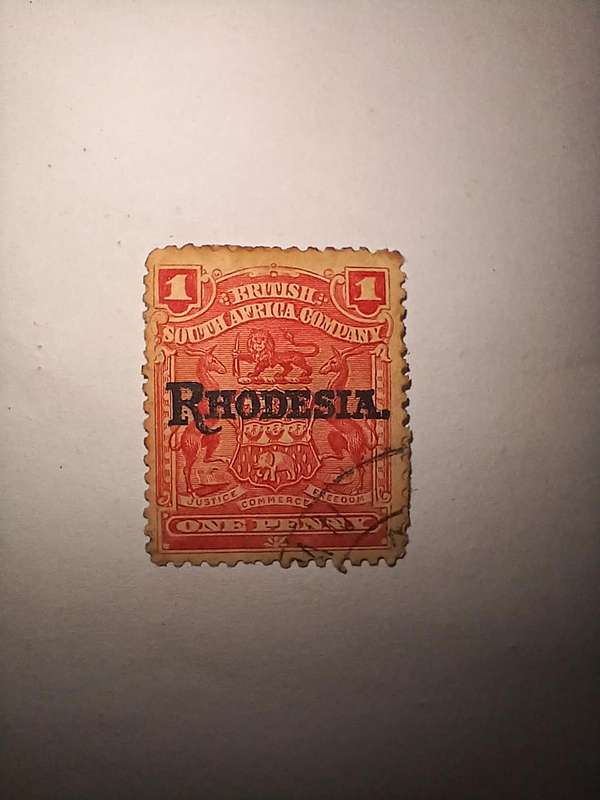 1 1
BRITISH
SOUTH AFRICA COMPANY
RHODESIA.
JUSTICE COMMERCE FREEDOM
ONE PENNY